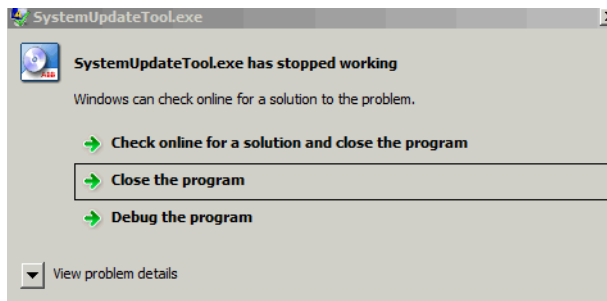 SystemUpdateTool.exe
AIO
SystemUpdateTool.exe has stopped working
Windows can check online for a solution to the problem.
Check online for a solution and close the program
Close the program
Debug the program
View problem details